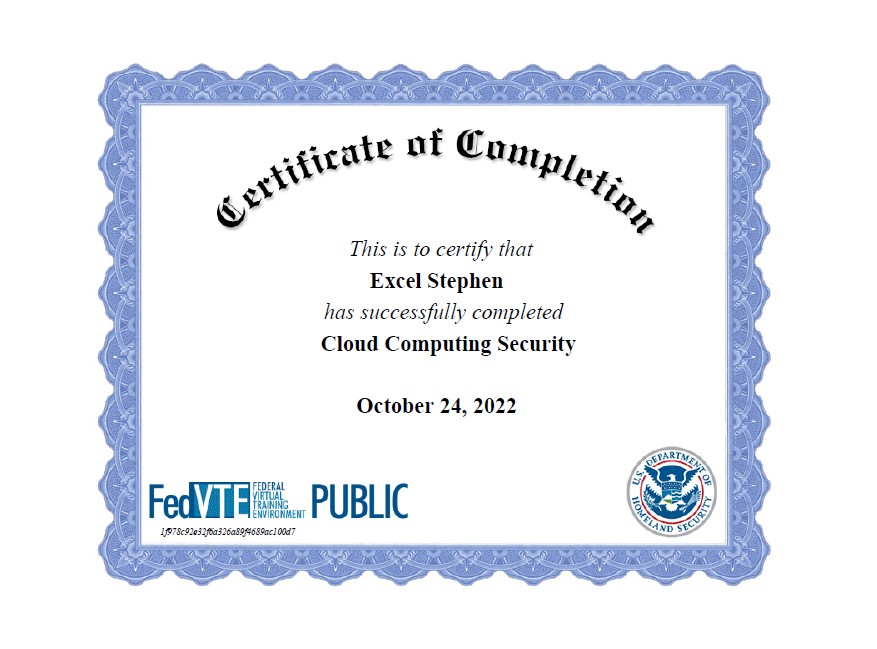 Certificate of Completion
This is to certify that
Excel Stephen
has successfully completed
Cloud Computing Security
October 24, 2022
FedVTE FEDERAL VIRTUAL TRAINING ENVIRONMENT PUBLIC
1f978c92e32f6a326a89f4689ac100d7
U.S. DEPARTMENT OF HOMELAND SECURITY